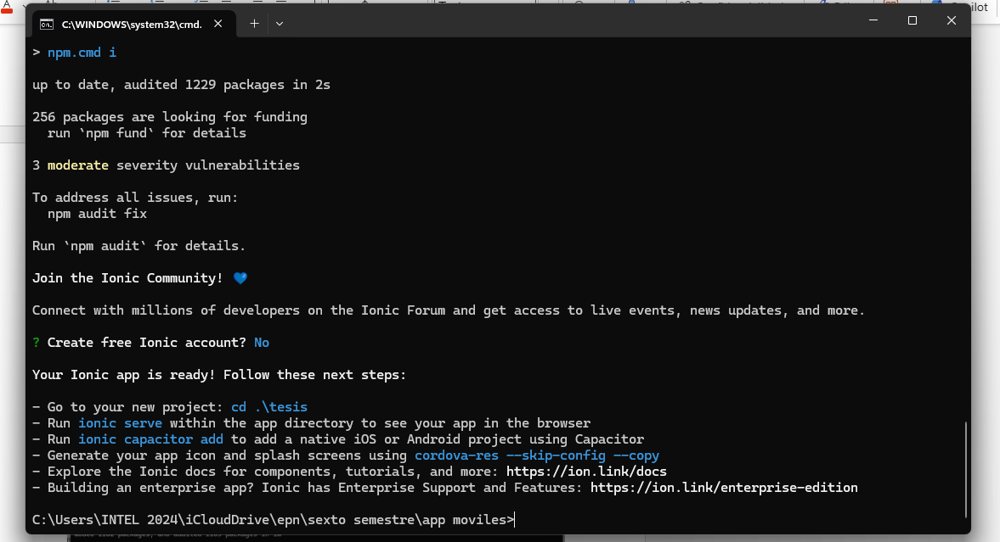 C:\WINDOWS\system32\cmd.
> npm.cmd i
up to date, audited 1229 packages in 2s
256 packages are looking for funding
run `npm fund` for details
3 moderate severity vulnerabilities
To address all issues, run:
npm audit fix
Run `npm audit` for details.
Join the Ionic Community! 💙
Connect with millions of developers on the Ionic Forum and get access to live events, news updates, and more.
? Create free Ionic account? No
Your Ionic app is ready! Follow these next steps:
- Go to your new project: cd .\tesis
- Run ionic serve within the app directory to see your app in the browser
- Run ionic capacitor add to add a native iOS or Android project using Capacitor
- Generate your app icon and splash screens using cordova-res --skip-config --copy
- Explore the Ionic docs for components, tutorials, and more: https://ion.link/docs
- Building an enterprise app? Ionic has Enterprise Support and Features: https://ion.link/enterprise-edition
C:\Users\INTEL 2024\iCloudDrive\epn\sexto semestre\app moviles>